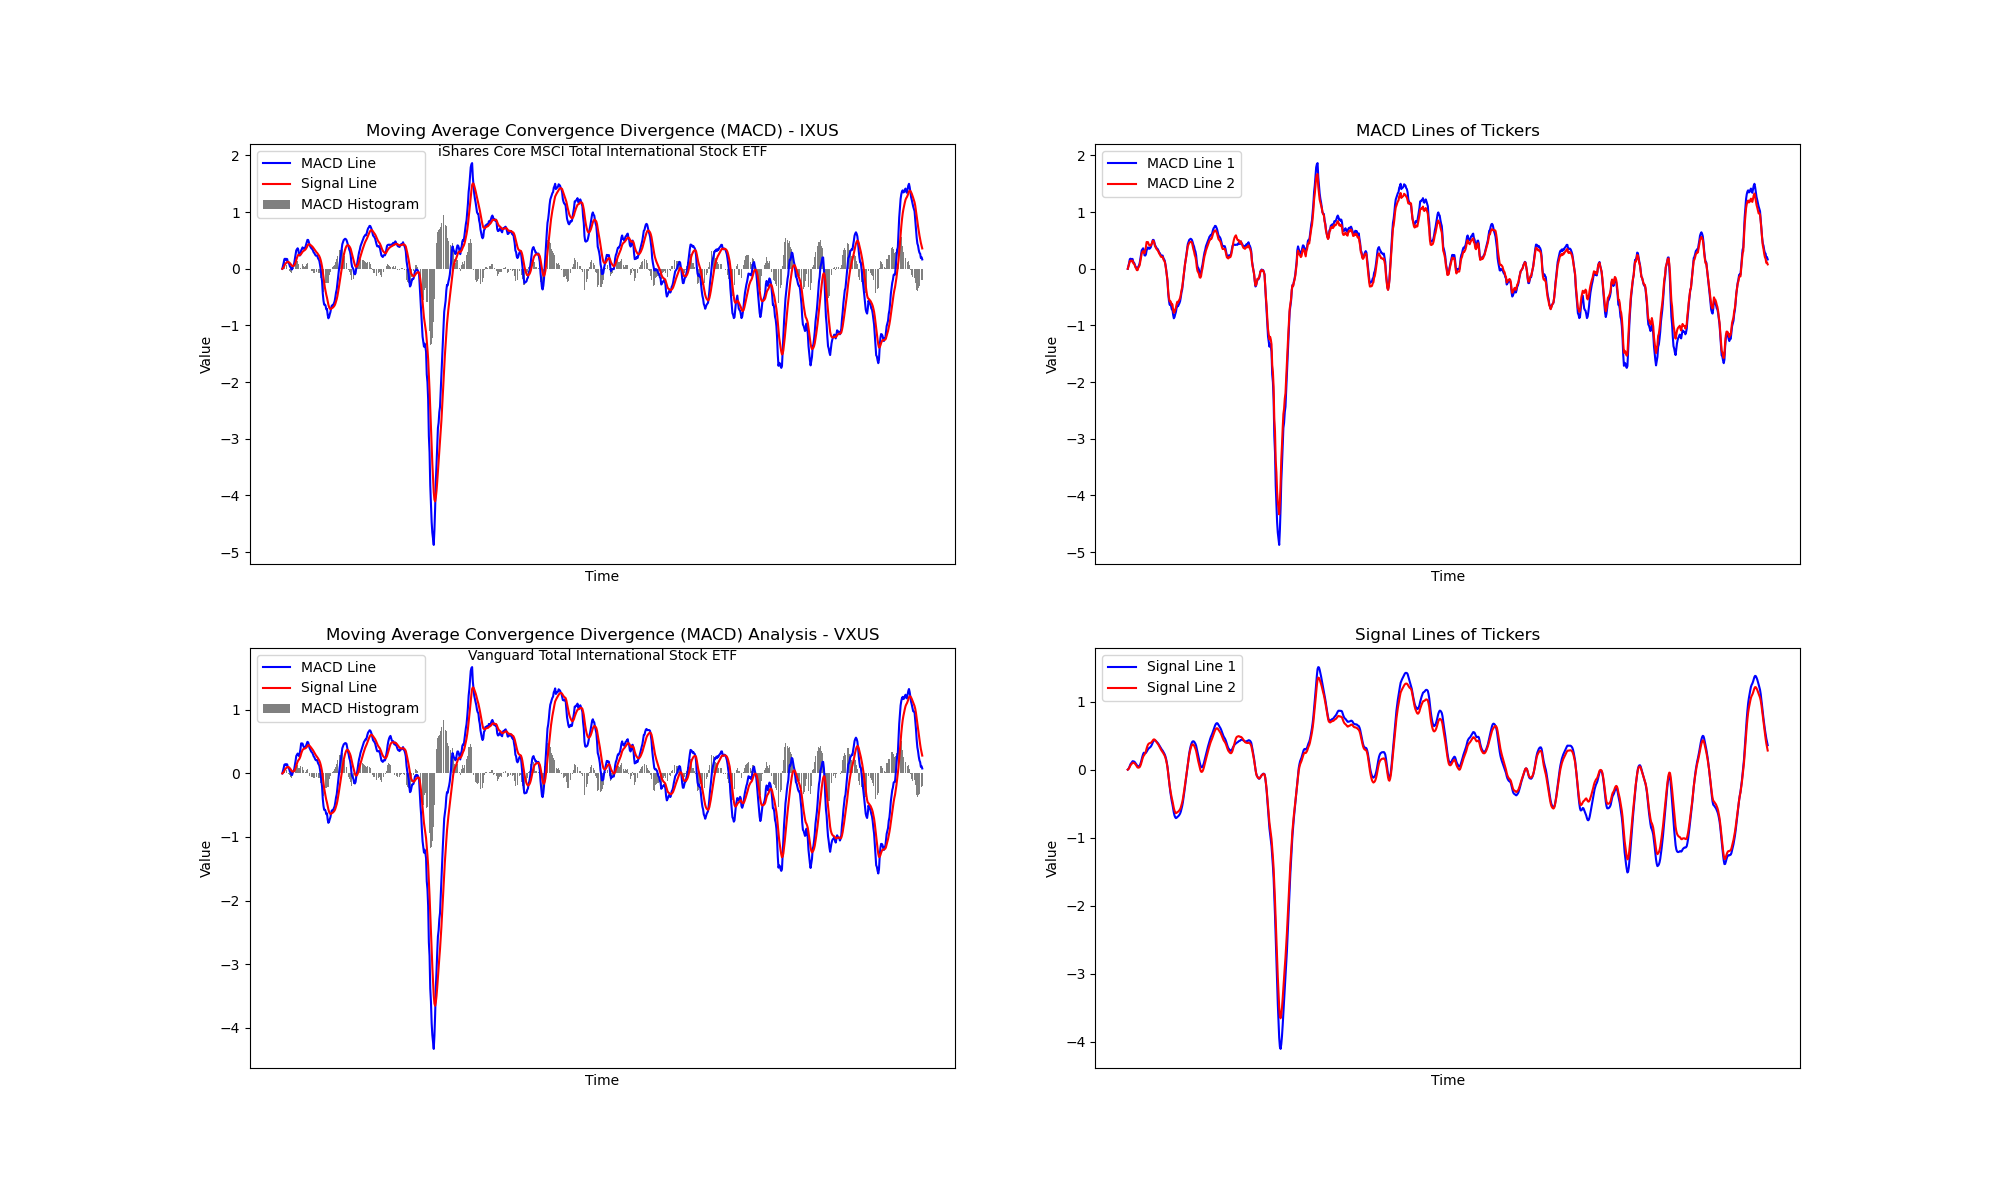 Moving Average Convergence Divergence (MACD) - IXUS
iShares Core MSCI Total International Stock ETF
MACD Line
Signal Line
MACD Histogram
2
1
0
−1
−2
−3
−4
−5
Value
Time
MACD Lines of Tickers
MACD Line 1
MACD Line 2
2
1
0
−1
−2
−3
−4
−5
Value
Time
Moving Average Convergence Divergence (MACD) Analysis - VXUS
Vanguard Total International Stock ETF
MACD Line
Signal Line
MACD Histogram
1
0
−1
−2
−3
−4
Value
Time
Signal Lines of Tickers
Signal Line 1
Signal Line 2
1
0
−1
−2
−3
−4
Value
Time